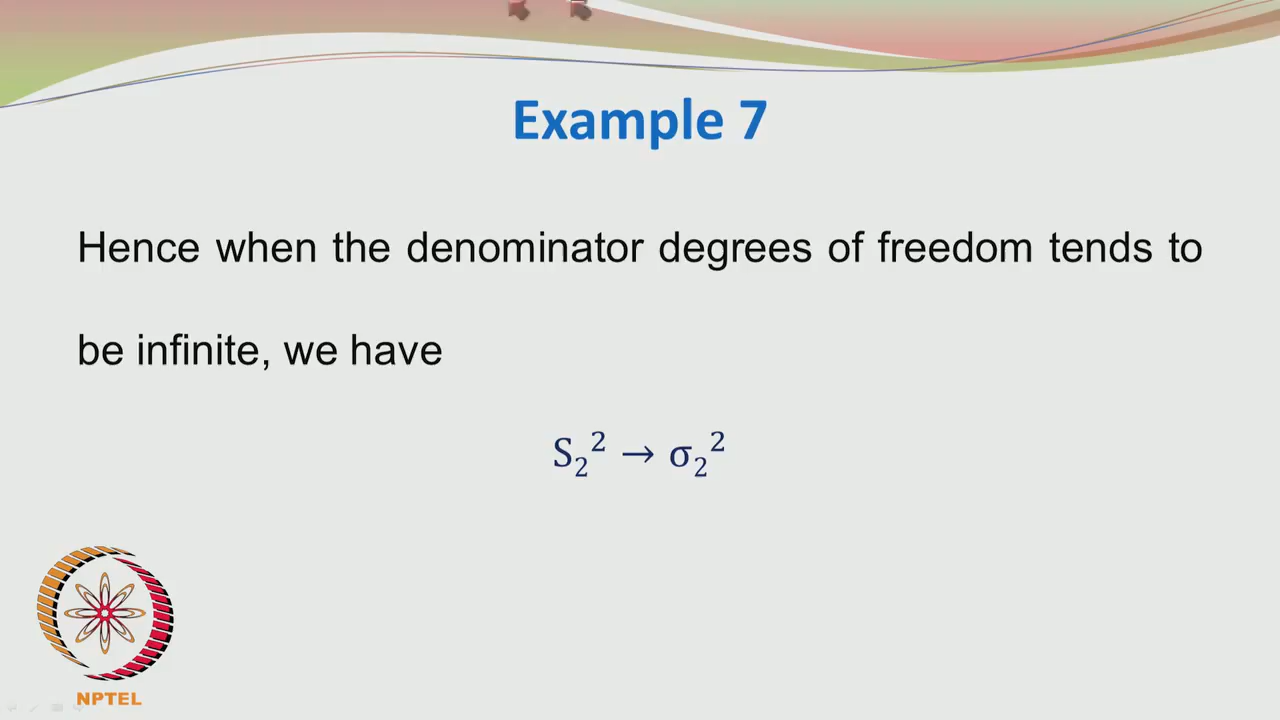 Example 7
Hence when the denominator degrees of freedom tends to
be infinite, we have
S₂² → σ₂²
NPTEL